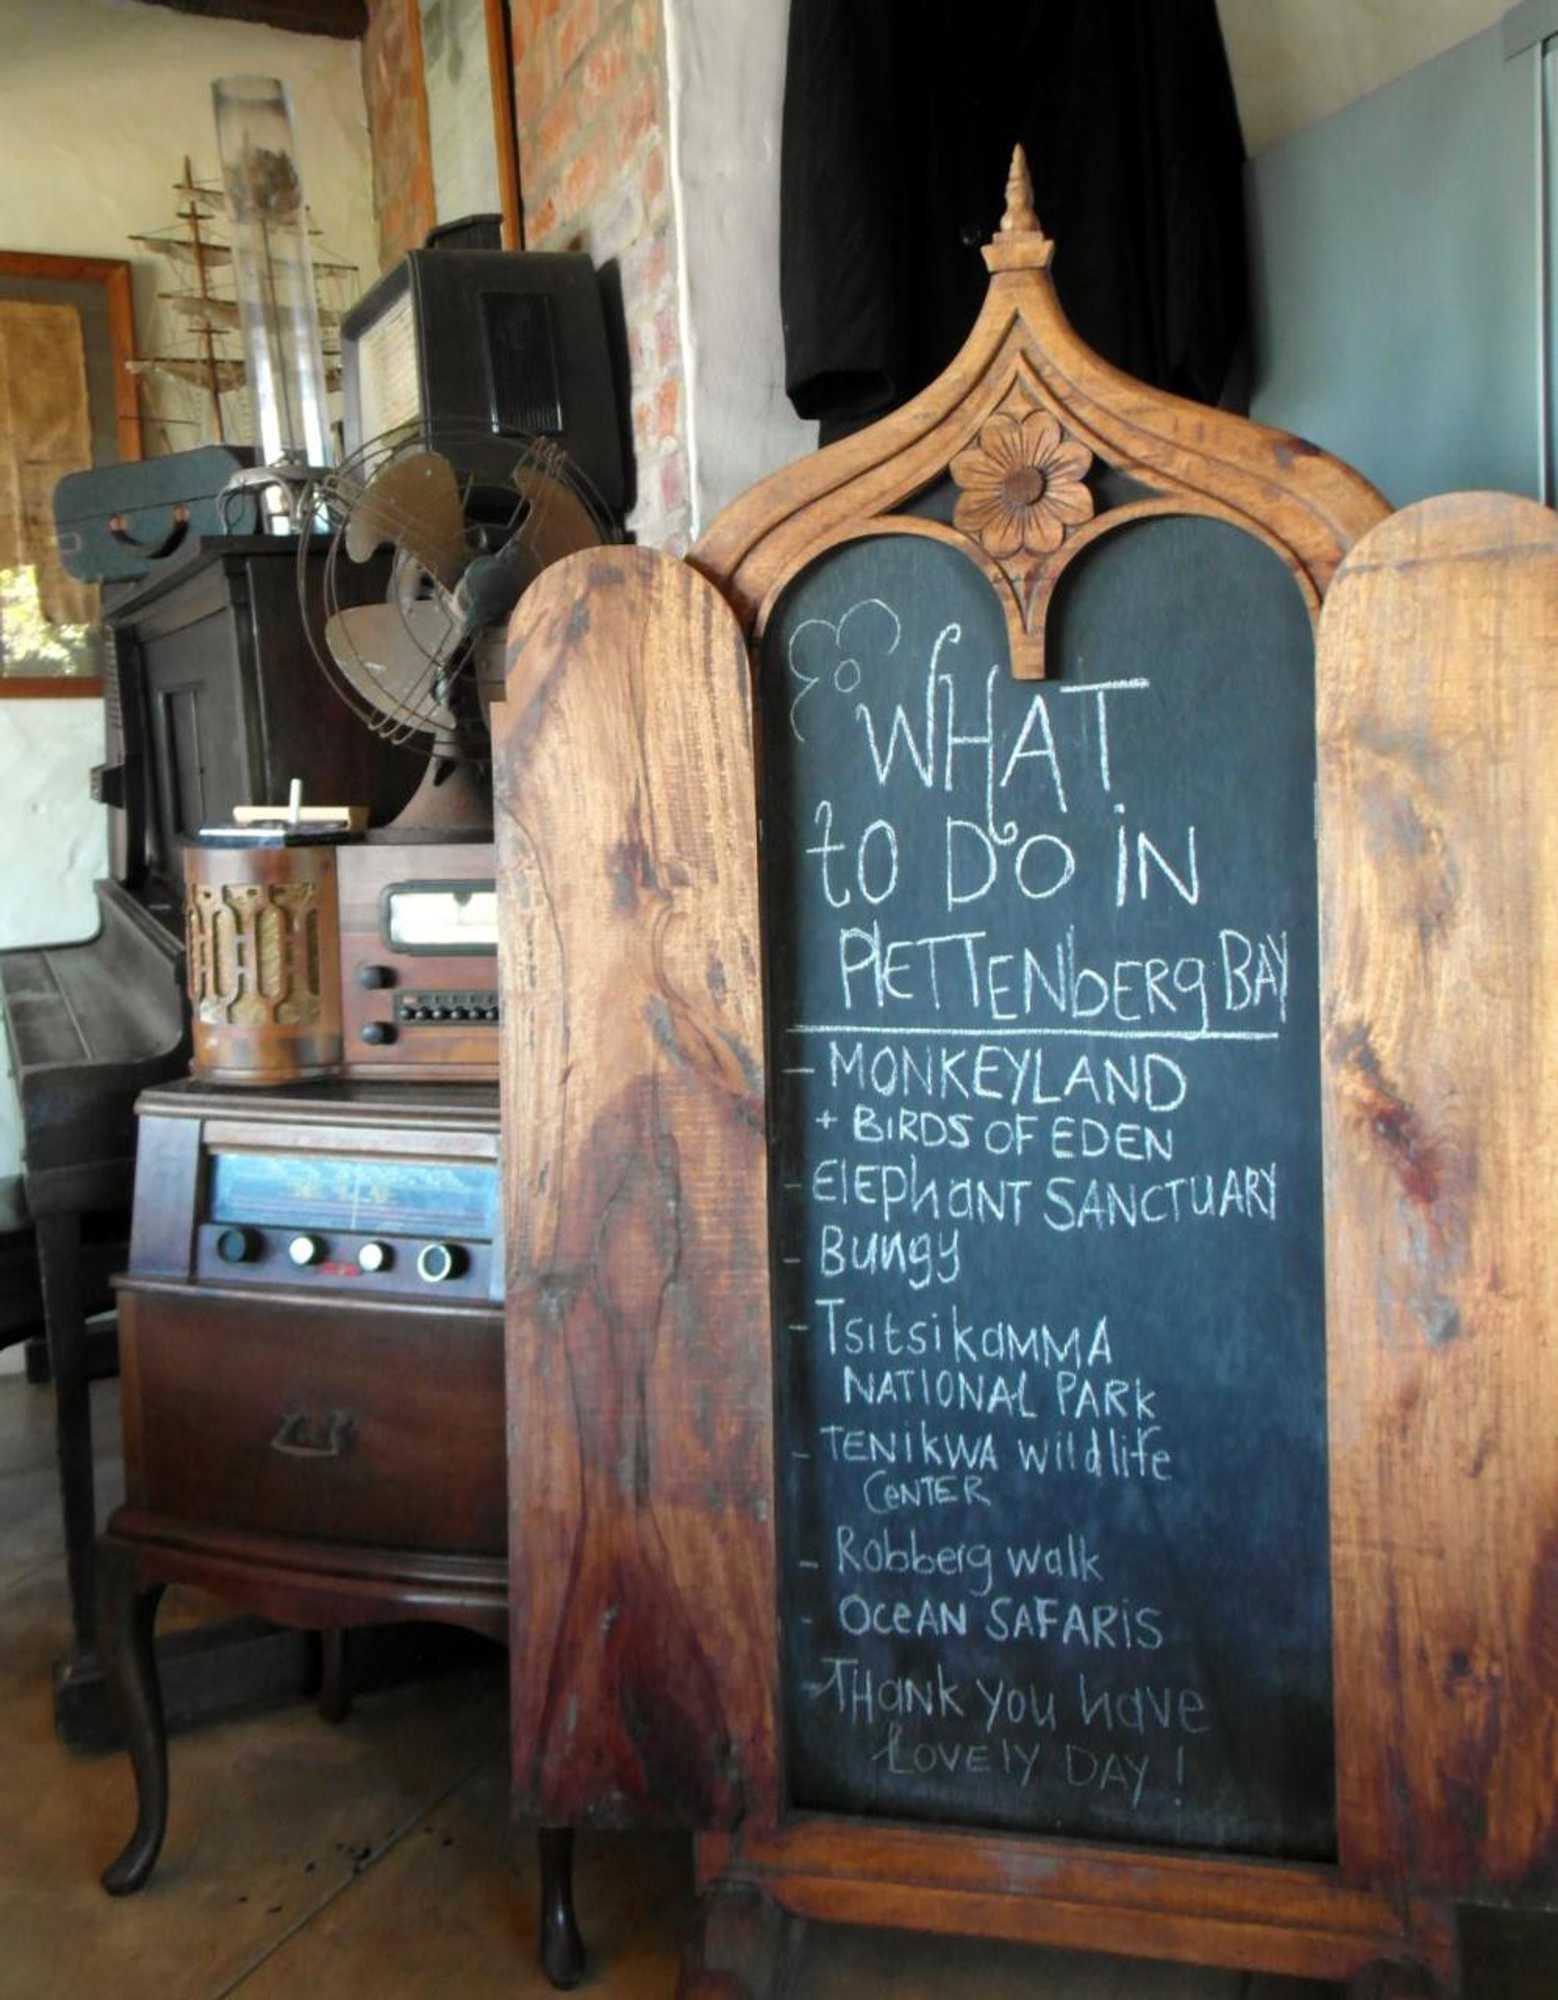 WHAT
to DO iN
PlETTENbERg BAY
- MONKEYLAND
+ BIRDS OF EDEN
- ElEphaNT SANCTUARY
- Bungy
- TsitsikaMMA
NATIONAL PARK
- TENIKWA wildlife
CeNTER
- Robberg walk
- OCeAN SAFARiS
- THank you have
LOVElY DAY!